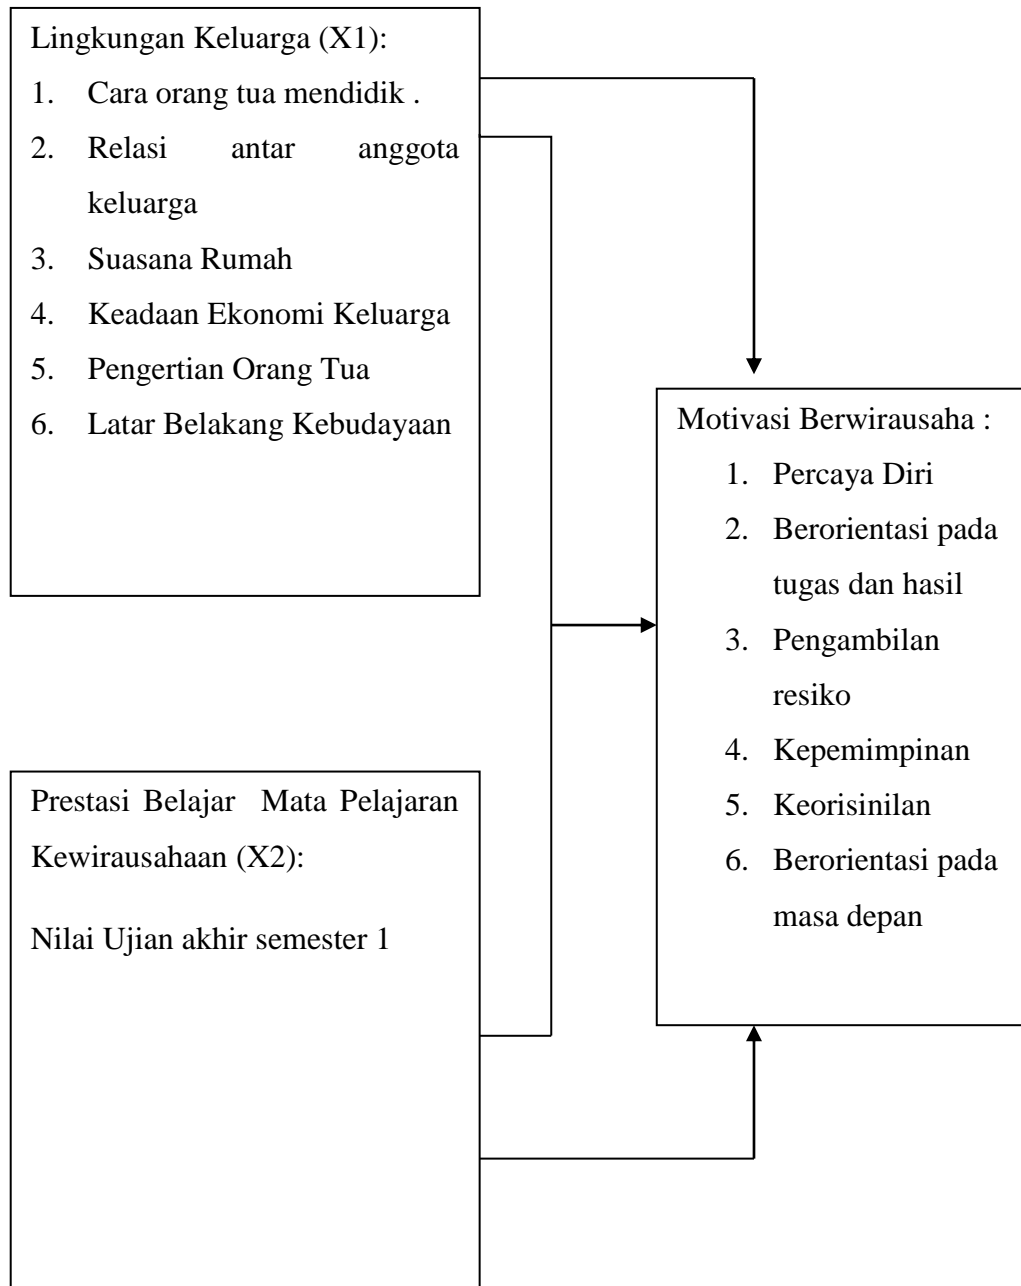 Lingkungan Keluarga (X1):
1. Cara orang tua mendidik .
2. Relasi antar anggota
keluarga
3. Suasana Rumah
4. Keadaan Ekonomi Keluarga
5. Pengertian Orang Tua
6. Latar Belakang Kebudayaan
Motivasi Berwirausaha :
1. Percaya Diri
2. Berorientasi pada
tugas dan hasil
3. Pengambilan
resiko
4. Kepemimpinan
5. Keorisinilan
6. Berorientasi pada
masa depan
Prestasi Belajar Mata Pelajaran
Kewirausahaan (X2):
Nilai Ujian akhir semester 1